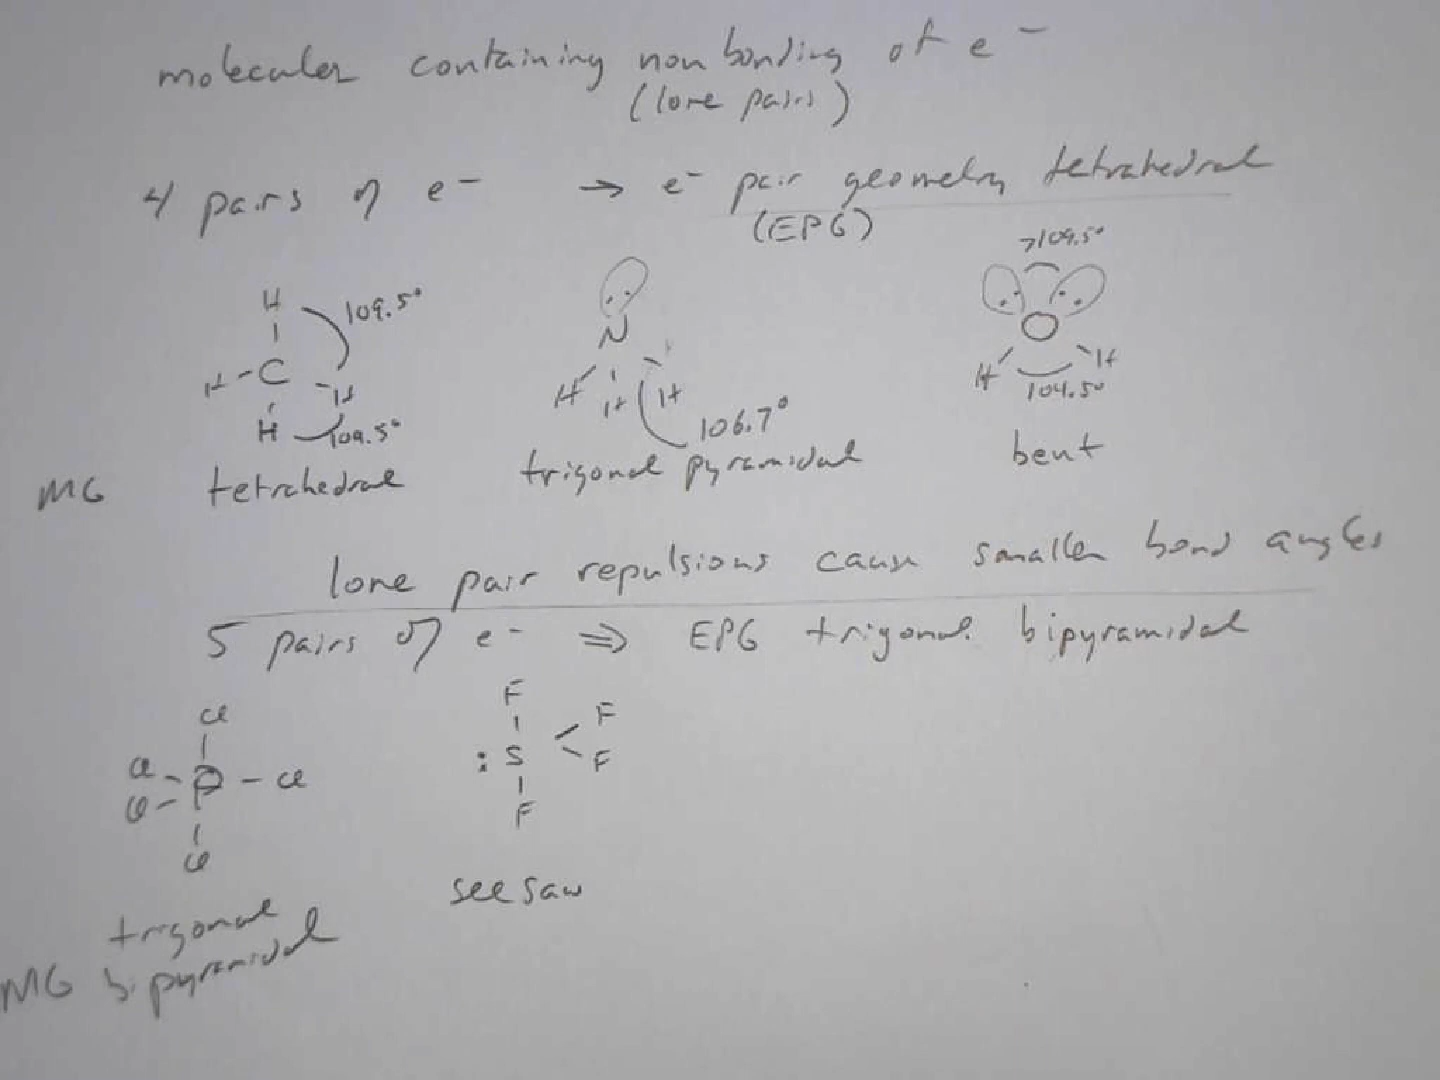 molecules containing nonbonding of e⁻
(lone pairs)
4 pairs of e⁻ → e⁻ pair geometry tetrahedral
(EPG)
>109.5°
H 109.5°
N
O
H - C - H
H H H
H H
104.5°
H 109.5°
106.7°
MG tetrahedral trigonal pyramidal bent
lone pair repulsions cause smaller bond angles
5 pairs of e⁻ ⇒ EPG trigonal bipyramidal
Cl F F
Cl P - Cl : S F
Cl
Cl F
see saw
trigonal
MG bipyramidal